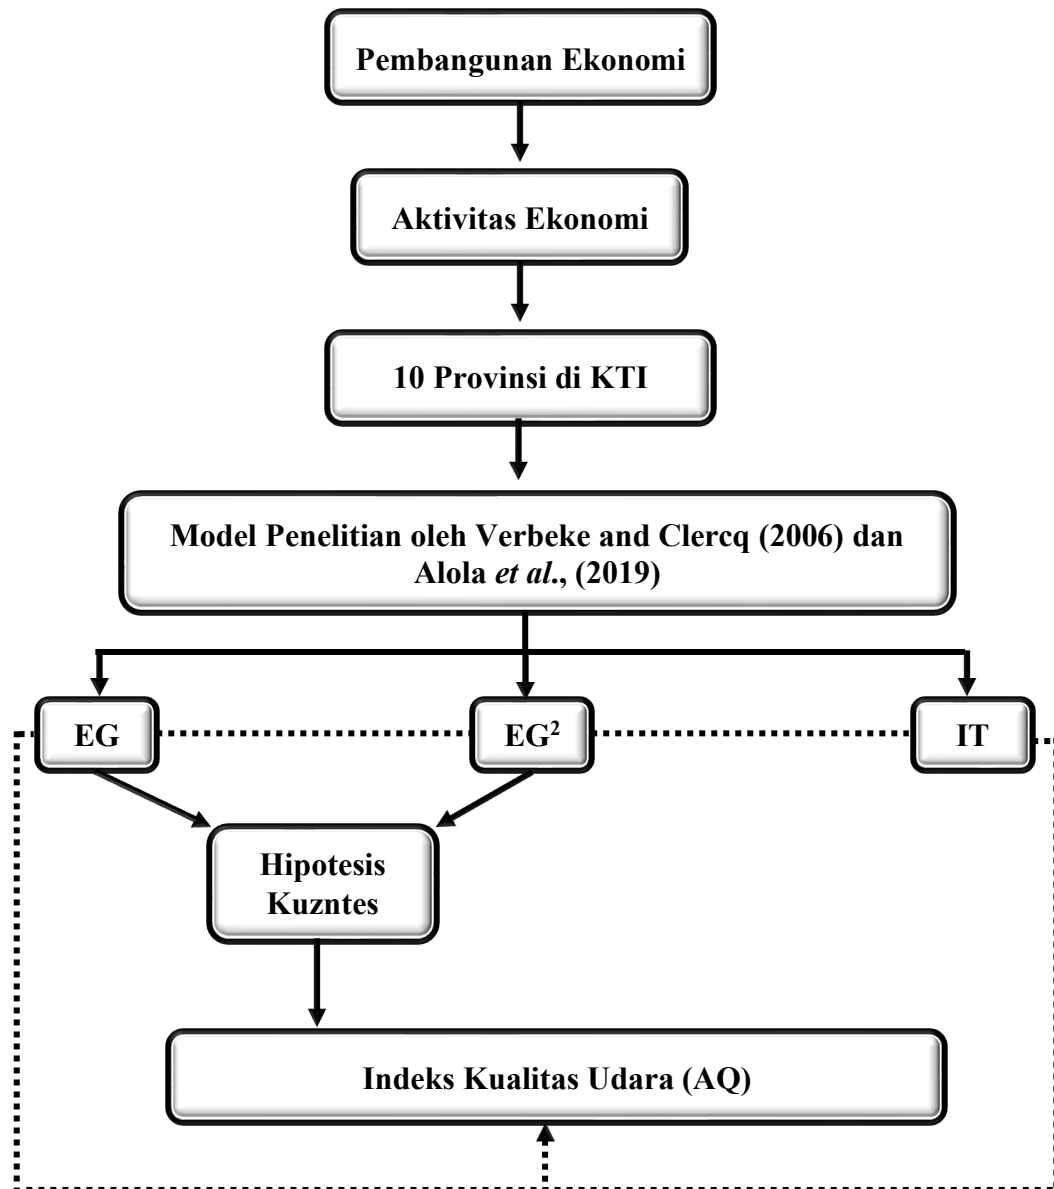 Pembangunan Ekonomi
Aktivitas Ekonomi
10 Provinsi di KTI
Model Penelitian oleh Verbeke and Clercq (2006) dan
Alola et al., (2019)
EG
EG²
IT
Hipotesis
Kuzntes
Indeks Kualitas Udara (AQ)